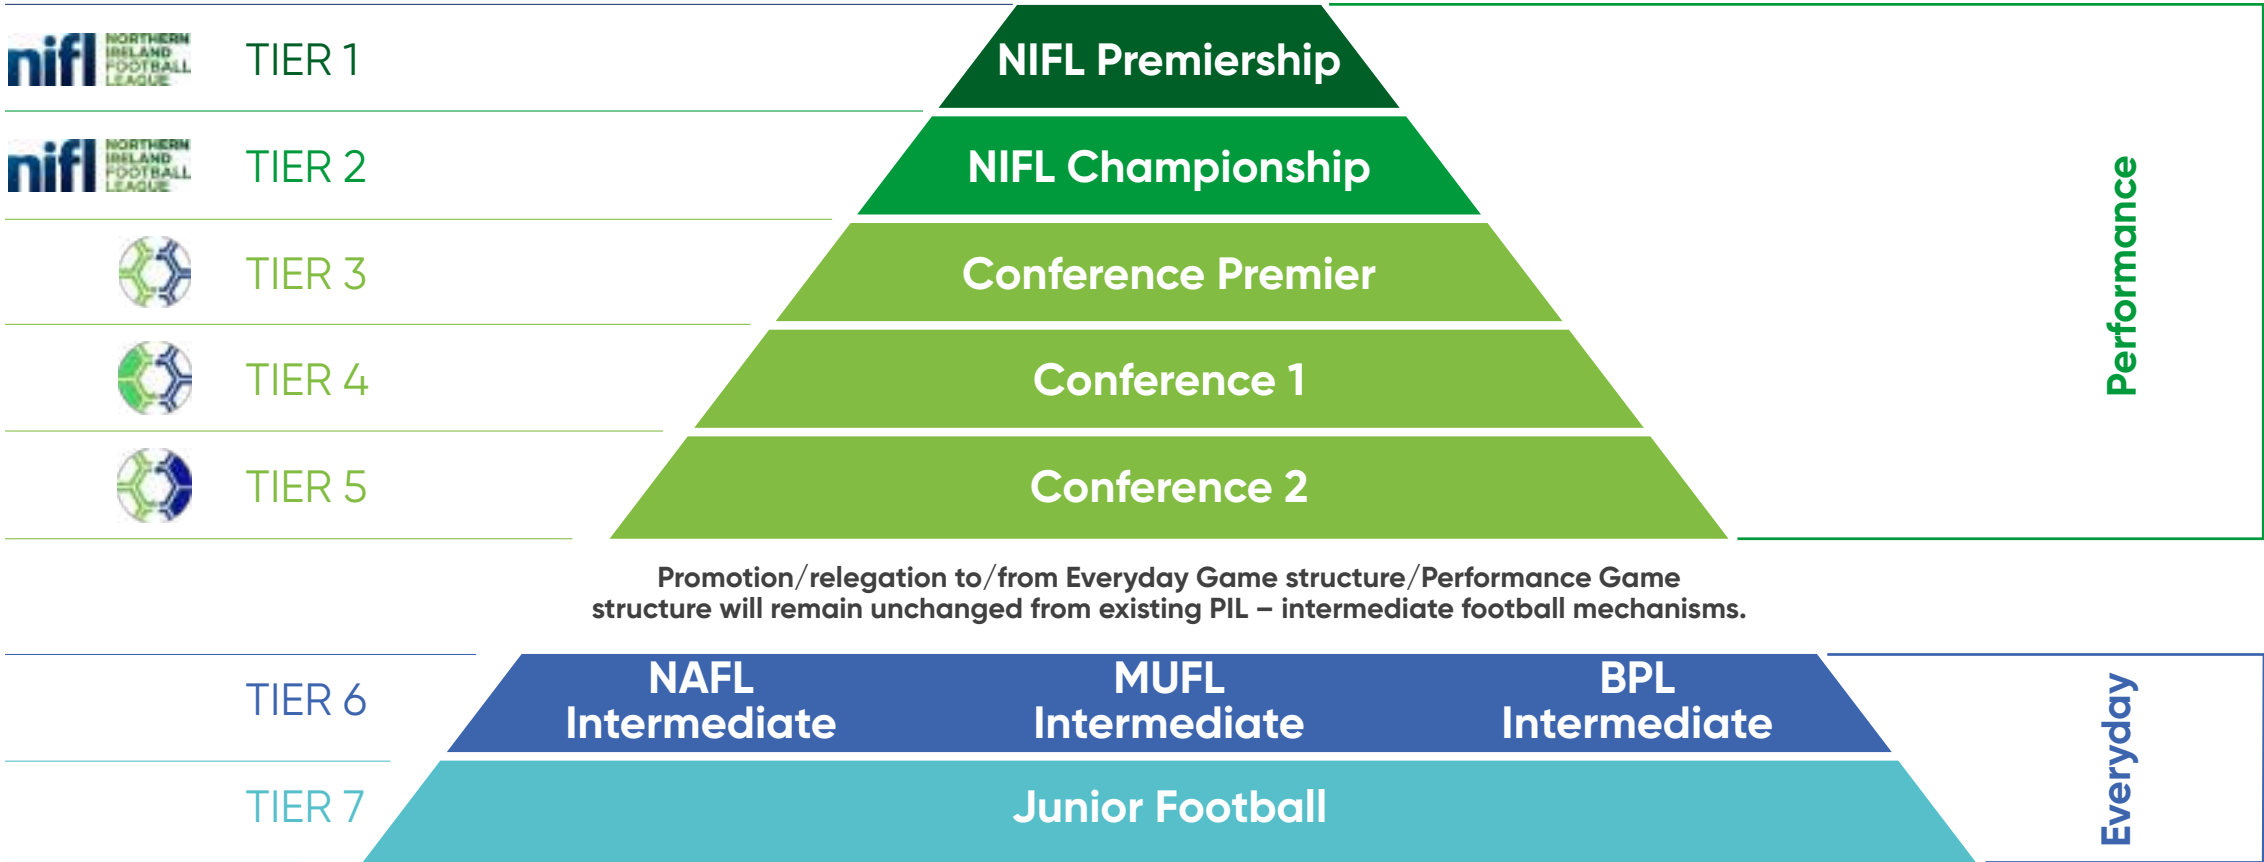 nifl NORTHERN
IRELAND
FOOTBALL
LEAGUE
TIER 1
NIFL Premiership
nifl NORTHERN
IRELAND
FOOTBALL
LEAGUE
TIER 2
NIFL Championship
TIER 3
Conference Premier
TIER 4
Conference 1
TIER 5
Conference 2
Performance
Promotion/relegation to/from Everyday Game structure/Performance Game
structure will remain unchanged from existing PIL – intermediate football mechanisms.
TIER 6
NAFL
Intermediate
MUFL
Intermediate
BPL
Intermediate
TIER 7
Junior Football
Everyday